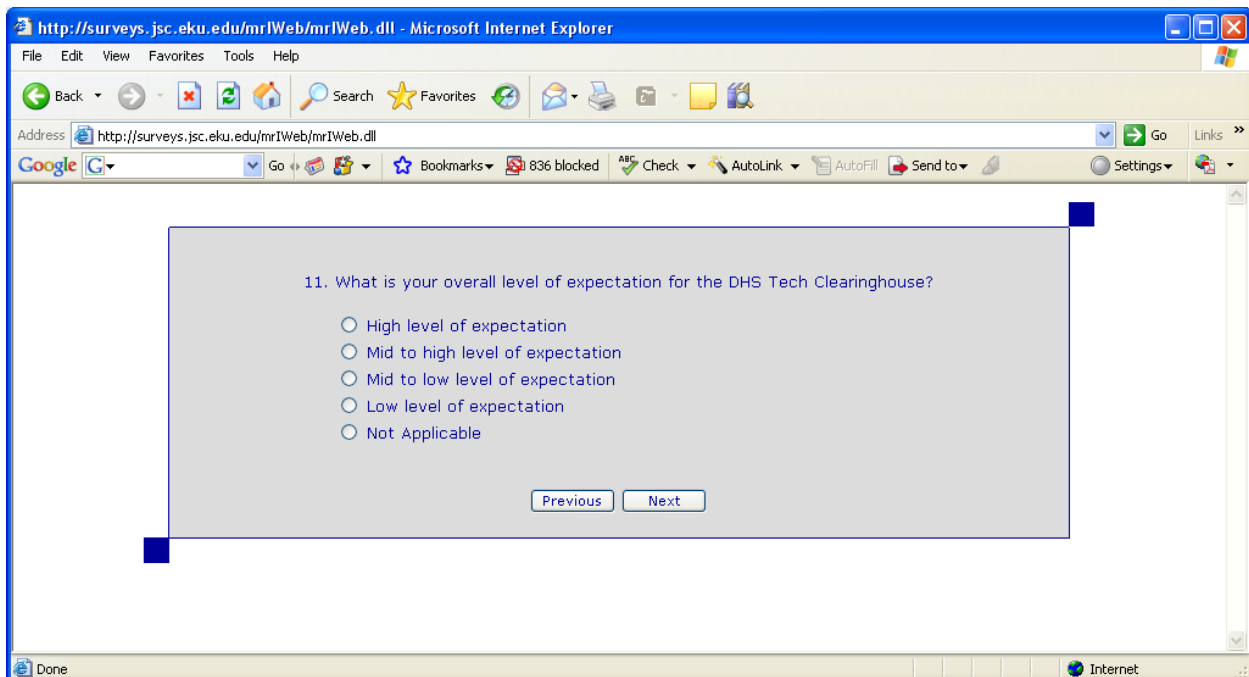 http://surveys.jsc.eku.edu/mrIWeb/mrIWeb.dll - Microsoft Internet Explorer
File Edit View Favorites Tools Help
Back Search Favorites
Address http://surveys.jsc.eku.edu/mrIWeb/mrIWeb.dll Go Links »
Google G Go Bookmarks 836 blocked ABC Check AutoLink AutoFill Send to Settings
11. What is your overall level of expectation for the DHS Tech Clearinghouse?
High level of expectation
Mid to high level of expectation
Mid to low level of expectation
Low level of expectation
Not Applicable
Previous Next
Done Internet